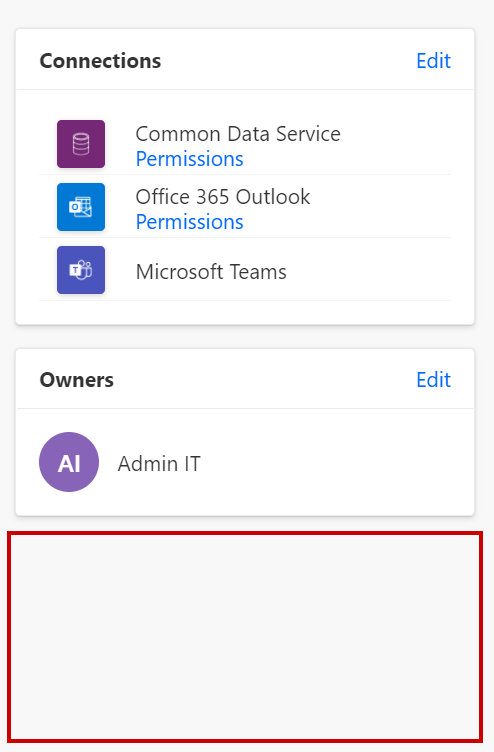 Connections Edit
Common Data Service
Permissions
Office 365 Outlook
Permissions
Microsoft Teams
Owners Edit
AI Admin IT